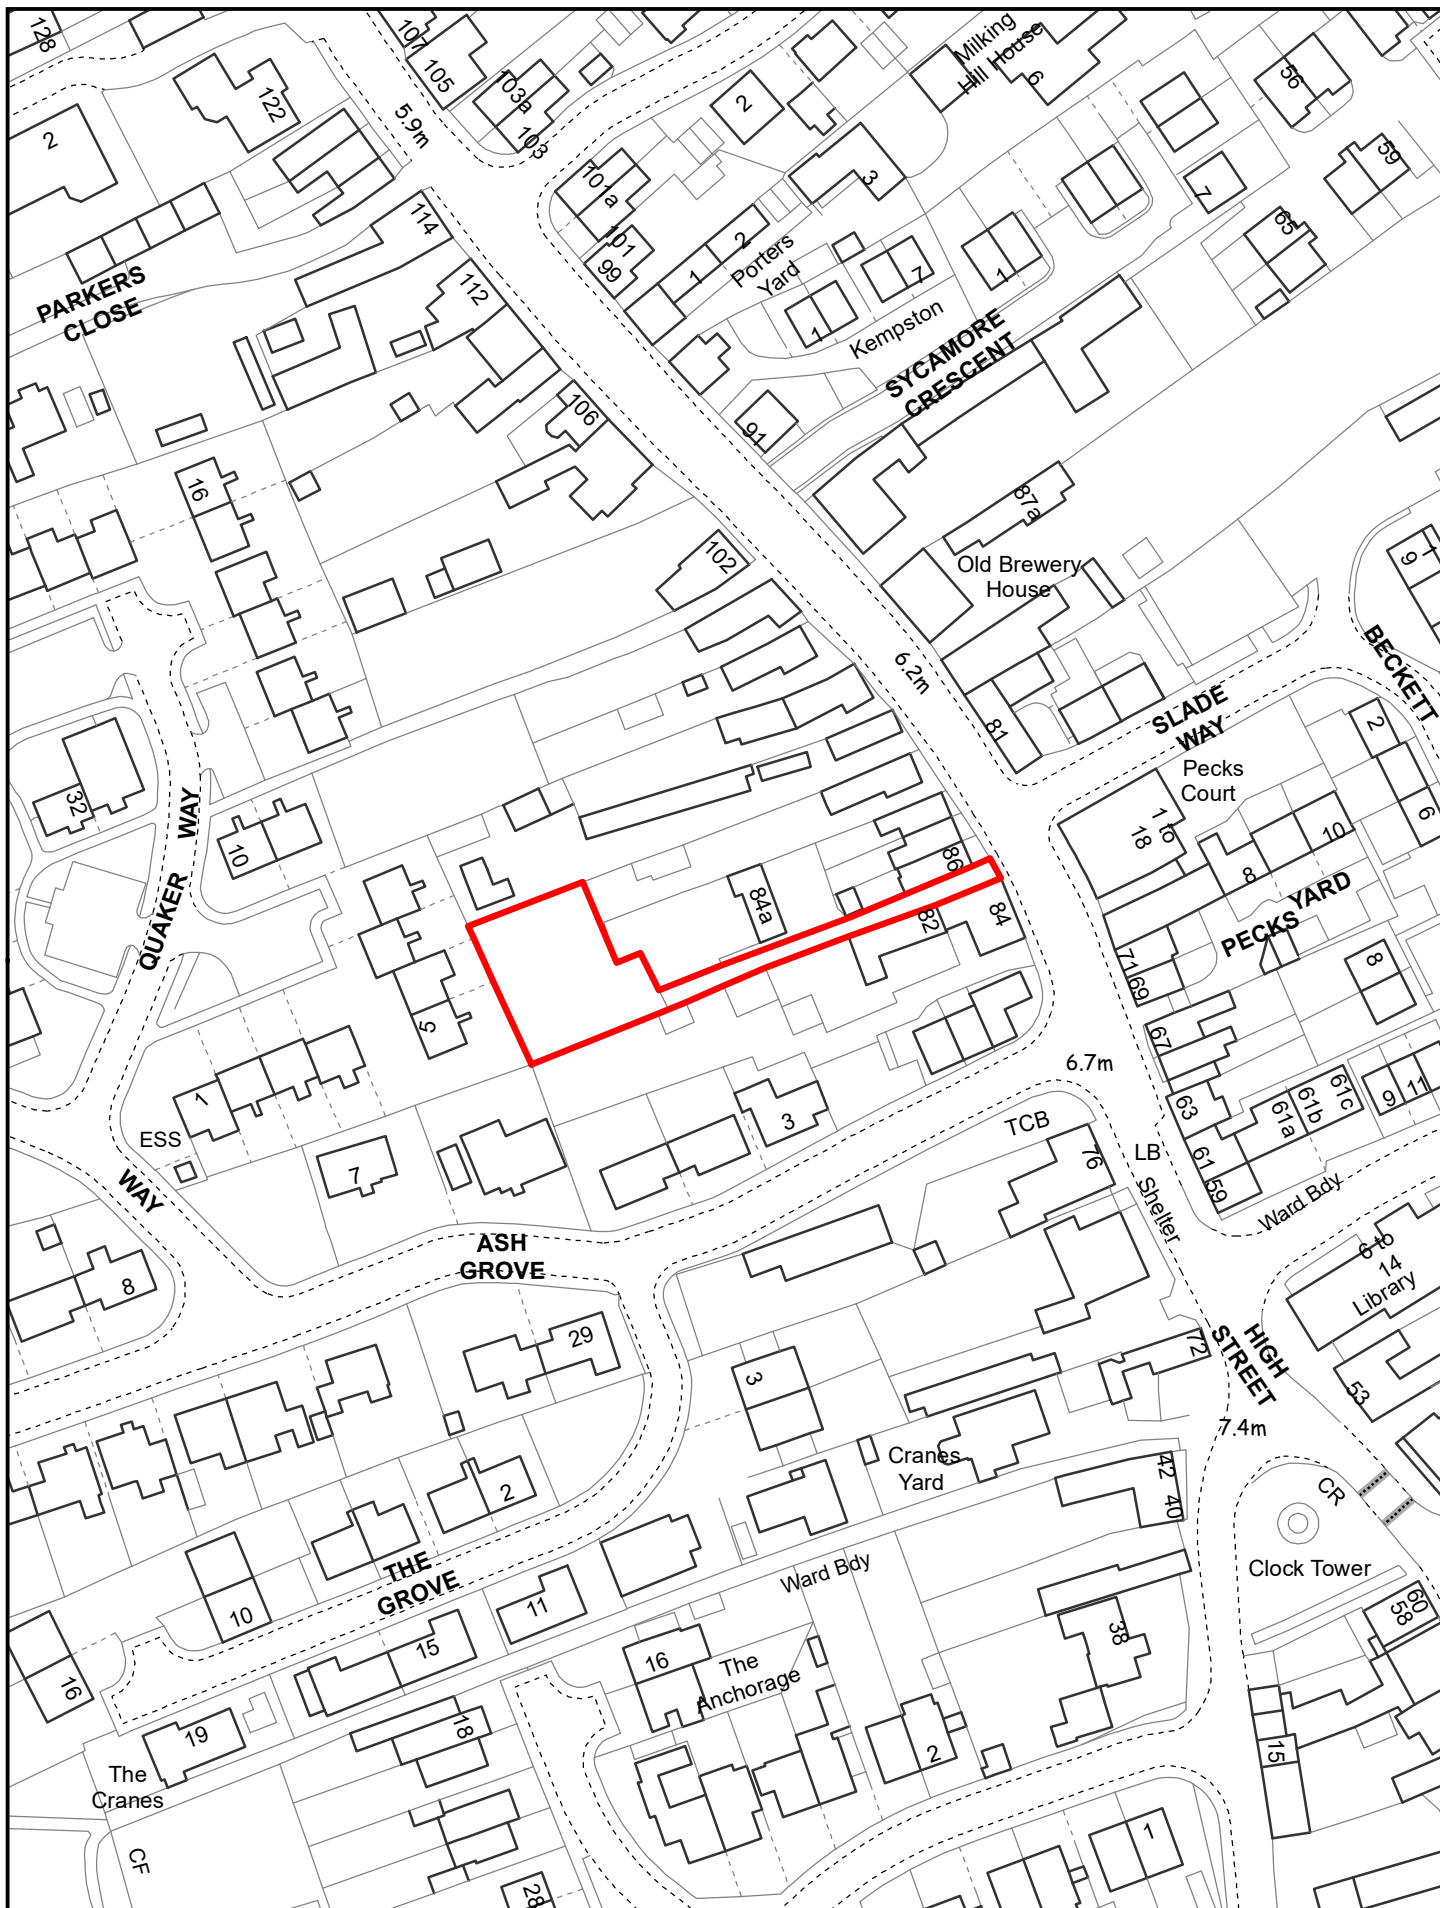 128
107
105
5.9m
103a
103
122
2
Milking
Hill House
6
2
56
59
3
101a
7
65
101
99
2
1
Porters
Yard
7
1
1
Kempston
114
112
PARKERS
CLOSE
SYCAMORE
CRESCENT
106
91
16
87a
Old Brewery
House
102
9
1
BECKETT
6.2m
81
SLADE
WAY
2
Pecks
Court
1 to
18
6
10
8
32
QUAKER WAY
10
86
84a
82
84
PECKS YARD
71
69
8
5
67
6.7m
63
61a
61b
61c
9
11
1
ESS
3
TCB
76
LB
Shelter
61
59
Ward Bdy
7
WAY
ASH
GROVE
8
6 to
14
Library
29
72
HIGH
STREET
3
53
7.4m
Cranes
Yard
42
40
CR
2
Clock Tower
THE
GROVE
Ward Bdy
11
10
60
58
15
16
38
The
Anchorage
16
19
18
2
15
The
Cranes
CF
1
28